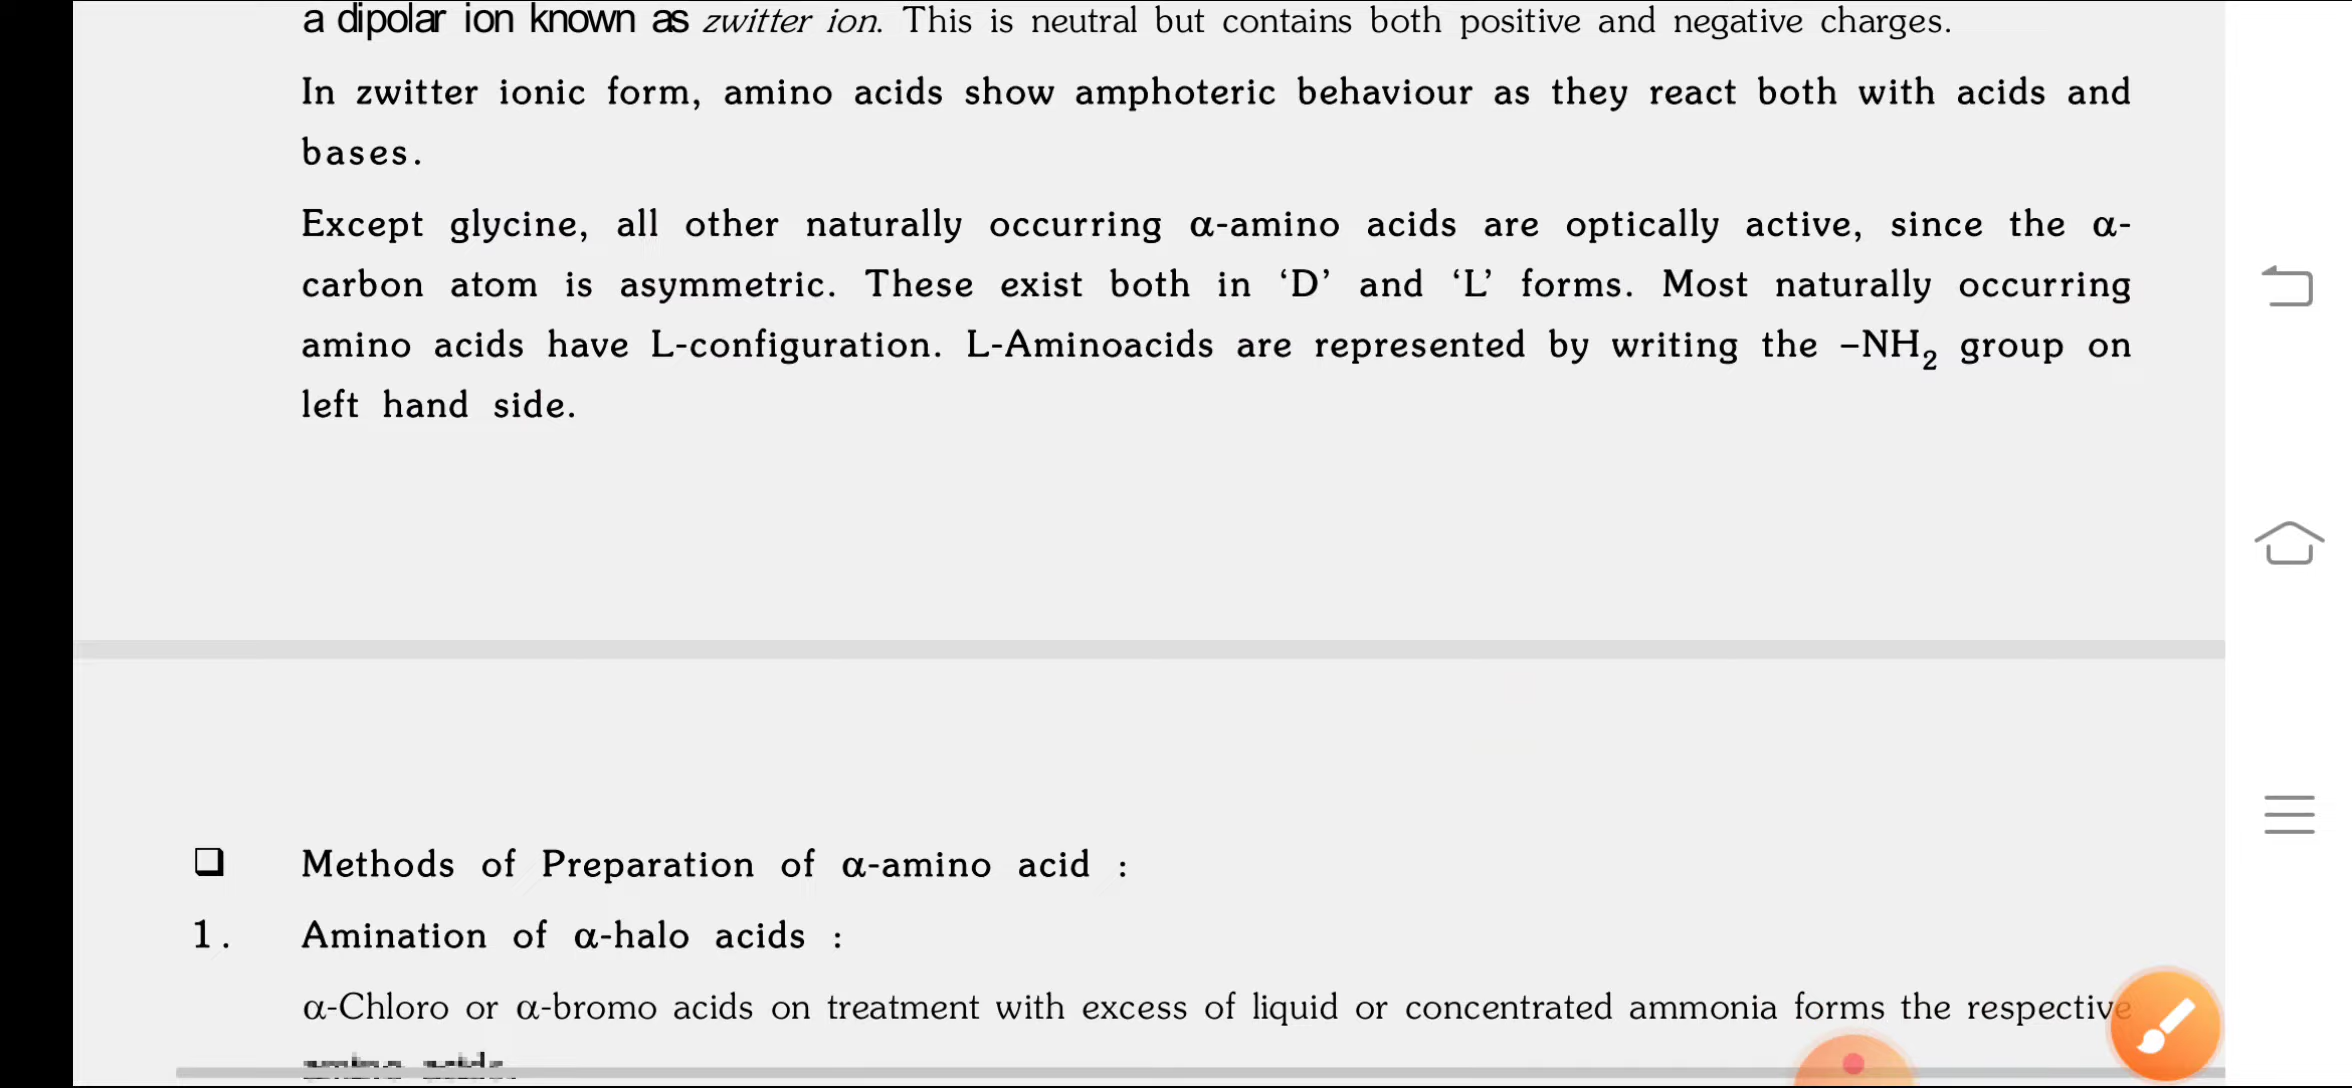 a dipolar ion known as zwitter ion. This is neutral but contains both positive and negative charges.
In zwitter ionic form, amino acids show amphoteric behaviour as they react both with acids and
bases.
Except glycine, all other naturally occurring α-amino acids are optically active, since the α-
carbon atom is asymmetric. These exist both in ‘D’ and ‘L’ forms. Most naturally occurring
amino acids have L-configuration. L-Aminoacids are represented by writing the –NH₂ group on
left hand side.
❑ Methods of Preparation of α-amino acid :
1. Amination of α-halo acids :
α-Chloro or α-bromo acids on treatment with excess of liquid or concentrated ammonia forms the respective